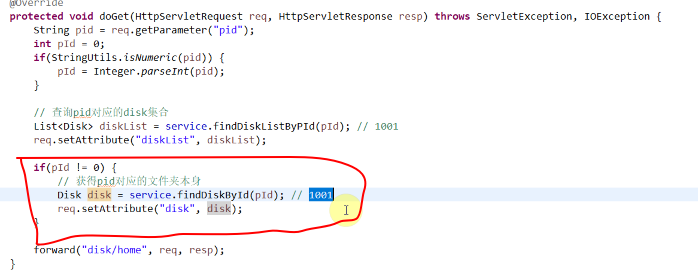 @Override
protected void doGet(HttpServletRequest req, HttpServletResponse resp) throws ServletException, IOException {
String pid = req.getParameter("pid");
int pId = 0;
if(StringUtils.isNumeric(pid)) {
pId = Integer.parseInt(pid);
}
// 查询pid对应的disk集合
List<Disk> diskList = service.findDiskListByPId(pId); // 1001
req.setAttribute("diskList", diskList);
if(pId != 0) {
// 获得pid对应的文件夹本身
Disk disk = service.findDiskById(pId); // 1001
req.setAttribute("disk", disk);
}
forward("disk/home", req, resp);
}